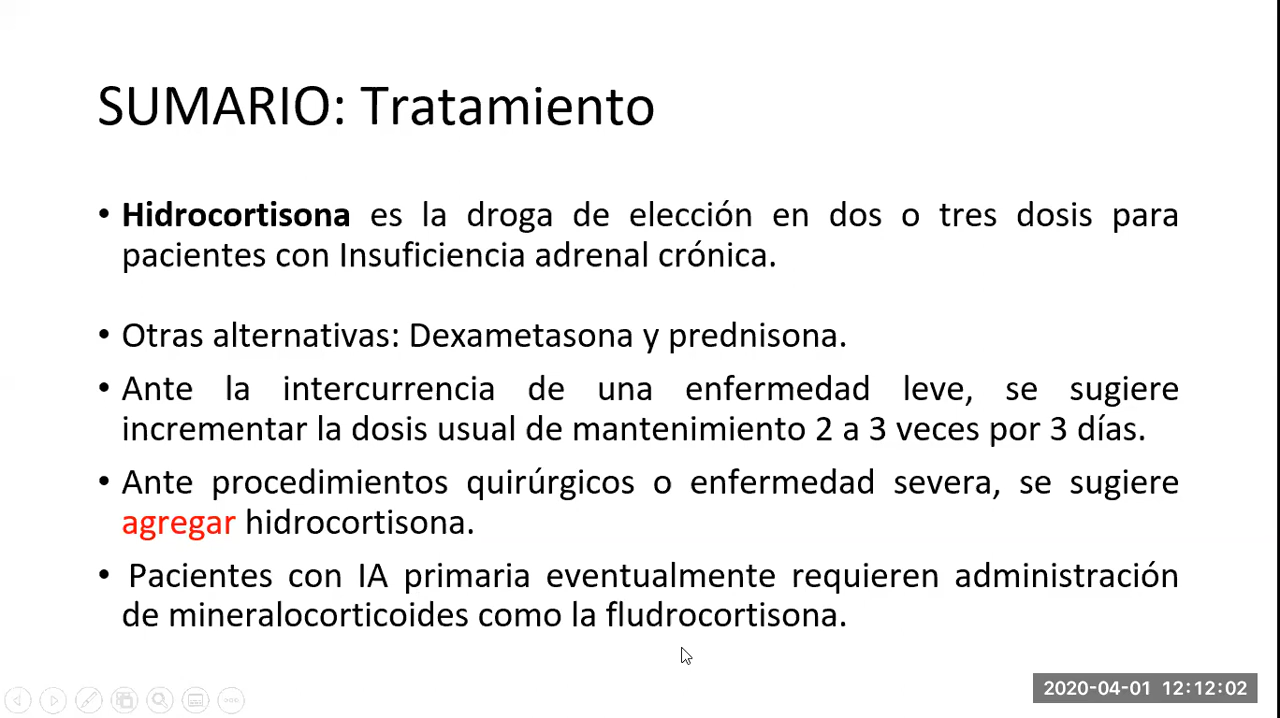 SUMARIO: Tratamiento
• Hidrocortisona es la droga de elección en dos o tres dosis para
pacientes con Insuficiencia adrenal crónica.
• Otras alternativas: Dexametasona y prednisona.
• Ante la intercurrencia de una enfermedad leve, se sugiere
incrementar la dosis usual de mantenimiento 2 a 3 veces por 3 días.
• Ante procedimientos quirúrgicos o enfermedad severa, se sugiere
agregar hidrocortisona.
• Pacientes con IA primaria eventualmente requieren administración
de mineralocorticoides como la fludrocortisona.
2020-04-01 12:12:02